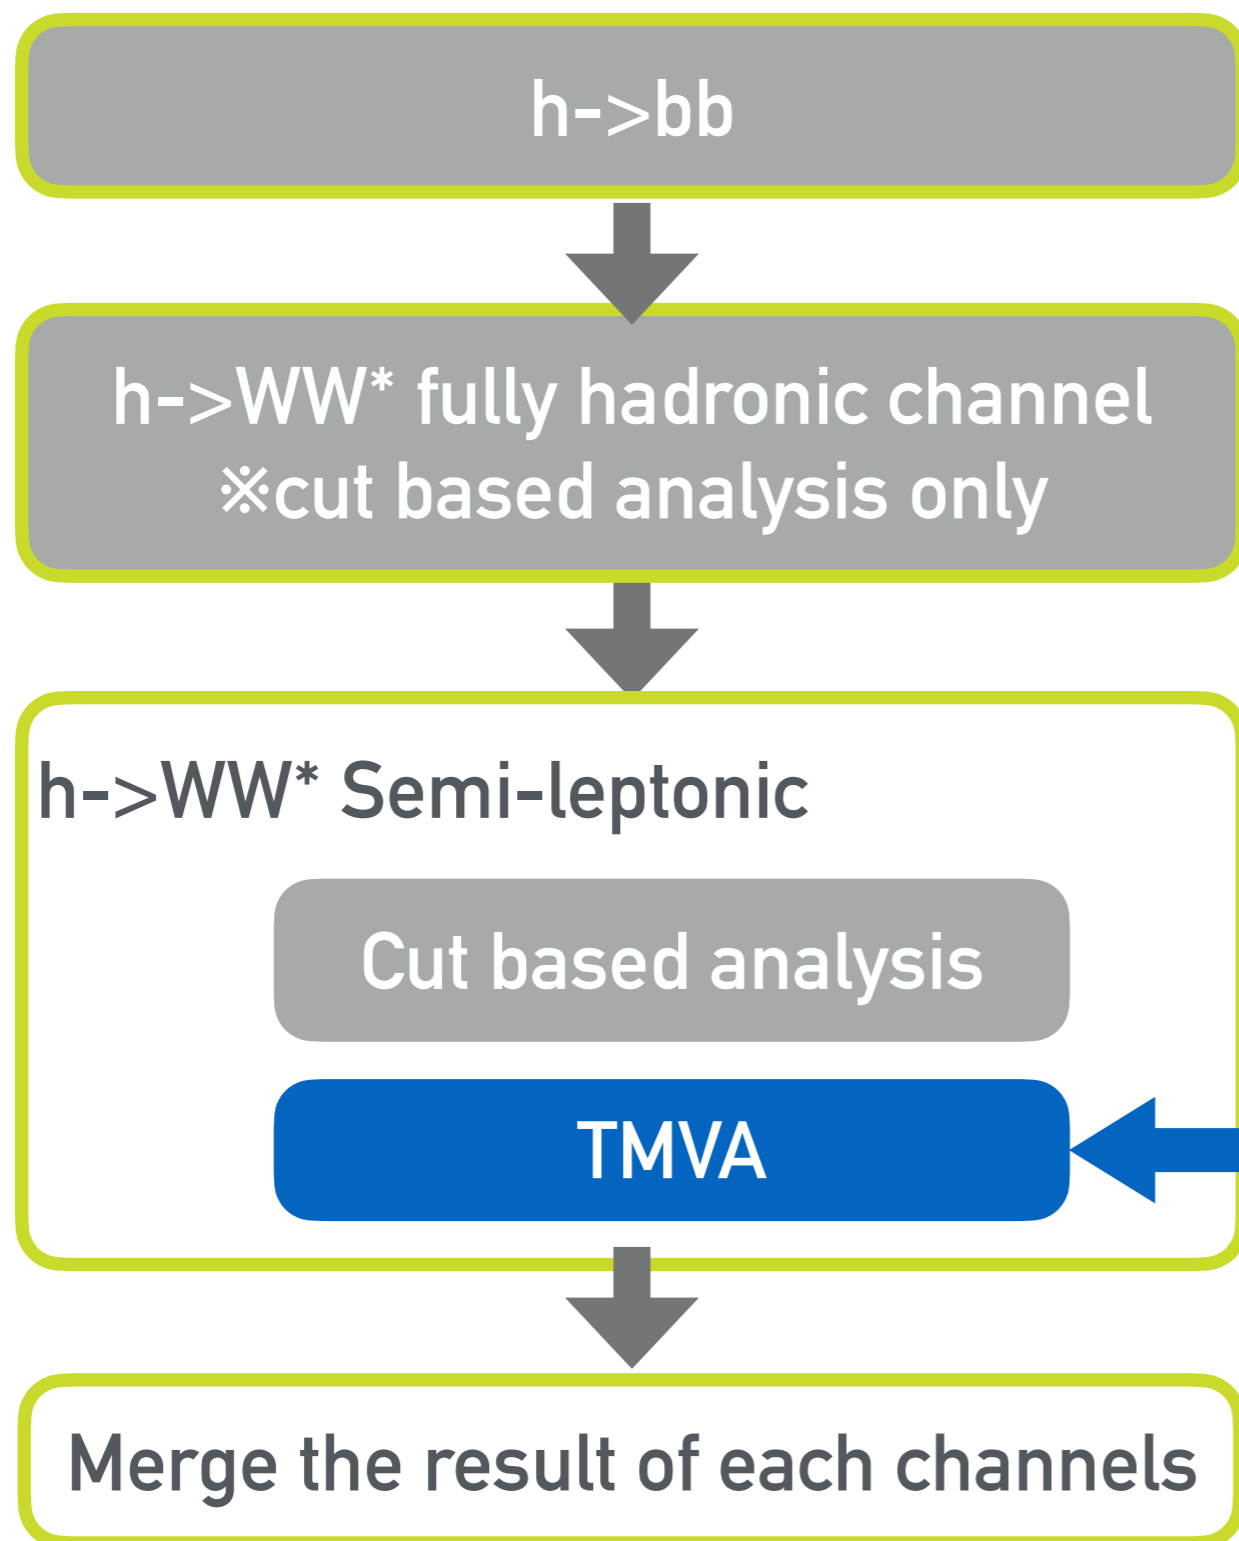 h->bb
h->WW* fully hadronic channel
※cut based analysis only
h->WW* Semi-leptonic
Cut based analysis
TMVA
Merge the result of each channels